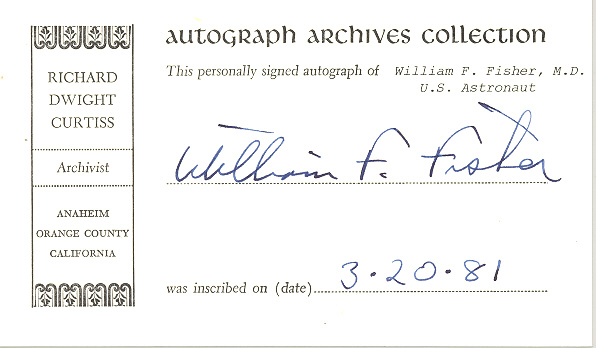 RICHARD
DWIGHT
CURTISS
Archivist
ANAHEIM
ORANGE COUNTY
CALIFORNIA
AUTOGRAPH ARCHIVES COLLECTION
This personally signed autograph of William F. Fisher, M.D.
U.S. Astronaut
William F. Fisher
was inscribed on (date) 3·20·81